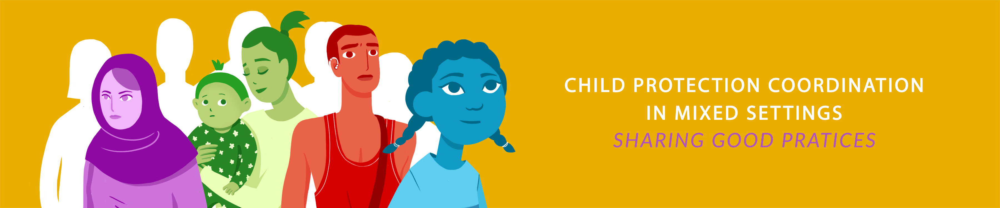 CHILD PROTECTION COORDINATION
IN MIXED SETTINGS
SHARING GOOD PRATICES